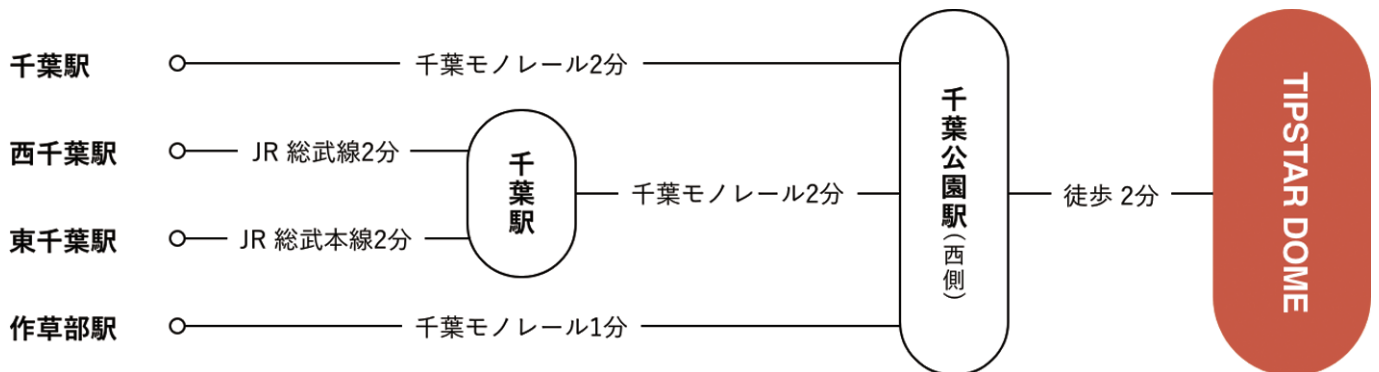 千葉駅
千葉モノレール2分
西千葉駅
JR 総武線2分
東千葉駅
JR 総武本線2分
千葉駅
千葉モノレール2分
作草部駅
千葉モノレール1分
千葉公園駅(西側)
徒歩 2分
TIPSTAR DOME